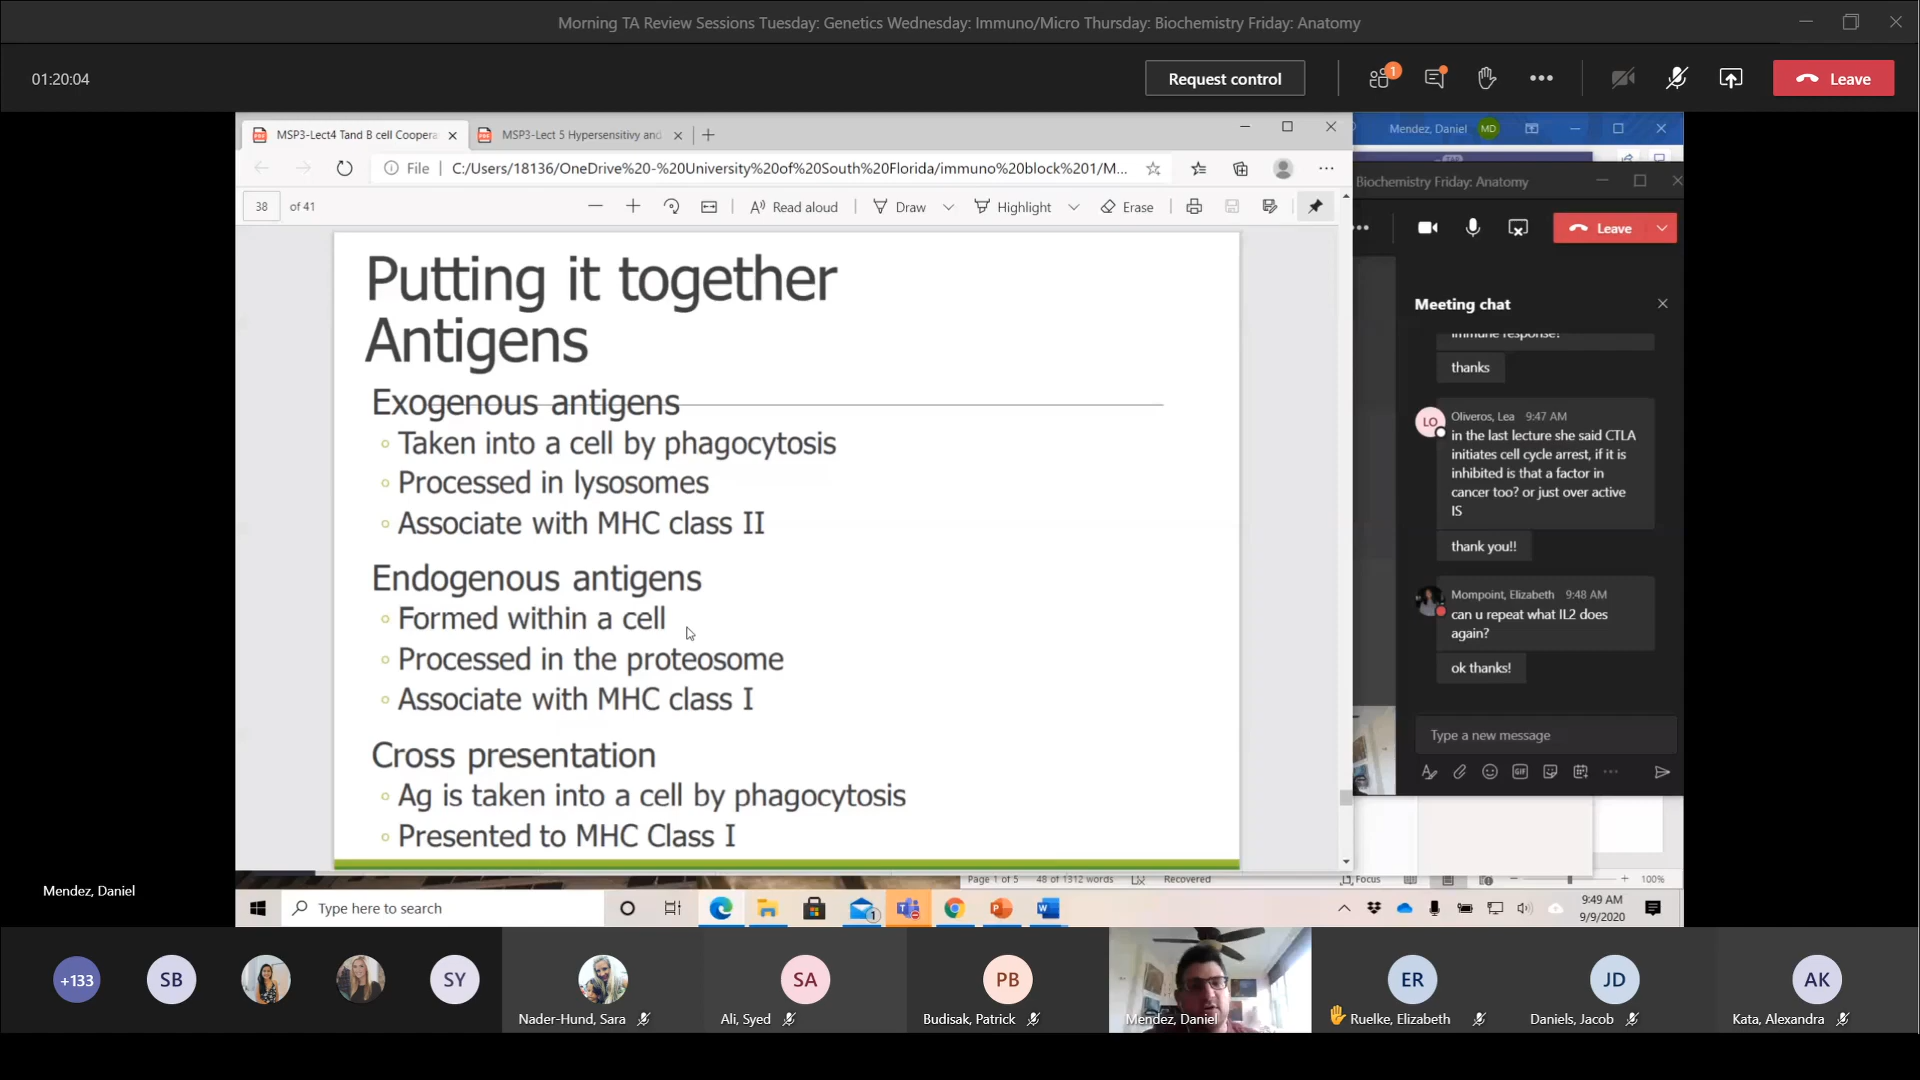 Morning TA Review Sessions Tuesday: Genetics Wednesday: Immuno/Micro Thursday: Biochemistry Friday: Anatomy
01:20:04
Request control
1
Leave
MSP3-Lect4 Tand B cell Coopera
MSP3-Lect 5 Hypersensitivy and
Mendez, Daniel
MD
File
C:/Users/18136/OneDrive%20-%20University%20of%20South%20Florida/immuno%20block%201/M...
Biochemistry Friday: Anatomy
38
of 41
Read aloud
Draw
Highlight
Erase
Leave
Putting it together
Antigens
Exogenous antigens
Taken into a cell by phagocytosis
Processed in lysosomes
Associate with MHC class II
Endogenous antigens
Formed within a cell
Processed in the proteosome
Associate with MHC class I
Cross presentation
Ag is taken into a cell by phagocytosis
Presented to MHC Class I
Meeting chat
immune response?
thanks
LO
Oliveros, Lea 9:47 AM
in the last lecture she said CTLA
initiates cell cycle arrest, if it is
inhibited is that a factor in
cancer too? or just over active
IS
thank you!!
Mompoint, Elizabeth 9:48 AM
can u repeat what IL2 does
again?
ok thanks!
Type a new message
GIF
Page 1 of 5
48 of 1312 words
Recovered
Focus
100%
Mendez, Daniel
Type here to search
1
9:49 AM
9/9/2020
+133
SB
SY
Nader-Hund, Sara
SA
Ali, Syed
PB
Budisak, Patrick
Mendez, Daniel
ER
Ruelke, Elizabeth
JD
Daniels, Jacob
AK
Kata, Alexandra